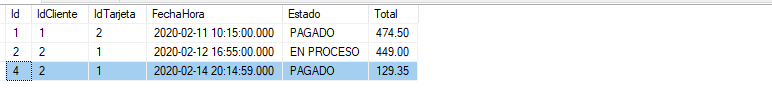 Id IdCliente IdTarjeta FechaHora Estado Total
1 1 2 2020-02-11 10:15:00.000 PAGADO 474.50
2 2 1 2020-02-12 16:55:00.000 EN PROCESO 449.00
4 2 1 2020-02-14 20:14:59.000 PAGADO 129.35